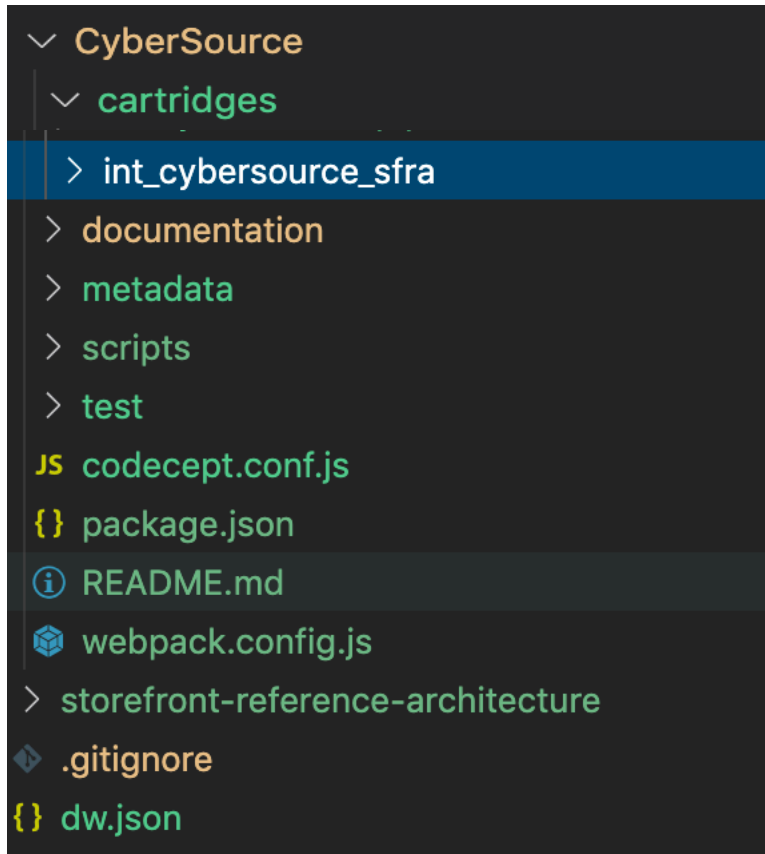 CyberSource
cartridges
int_cybersource_sfra
documentation
metadata
scripts
test
JS codecept.conf.js
{} package.json
README.md
webpack.config.js
storefront-reference-architecture
.gitignore
{} dw.json